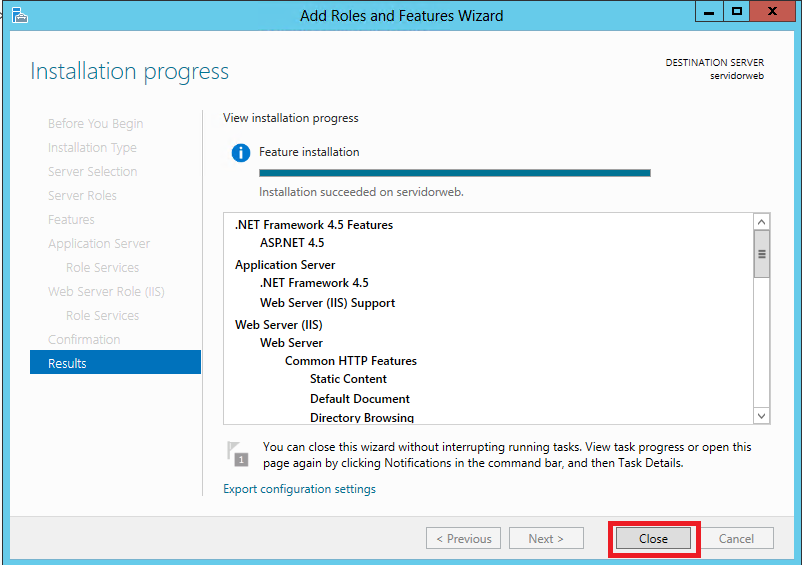 Add Roles and Features Wizard
Installation progress
DESTINATION SERVER
servidorweb
Before You Begin
Installation Type
Server Selection
Server Roles
Features
Application Server
Role Services
Web Server Role (IIS)
Role Services
Confirmation
Results
View installation progress
Feature installation
Installation succeeded on servidorweb.
.NET Framework 4.5 Features
ASP.NET 4.5
Application Server
.NET Framework 4.5
Web Server (IIS) Support
Web Server (IIS)
Web Server
Common HTTP Features
Static Content
Default Document
Directory Browsing
1
You can close this wizard without interrupting running tasks. View task progress or open this
page again by clicking Notifications in the command bar, and then Task Details.
Export configuration settings
< Previous
Next >
Close
Cancel